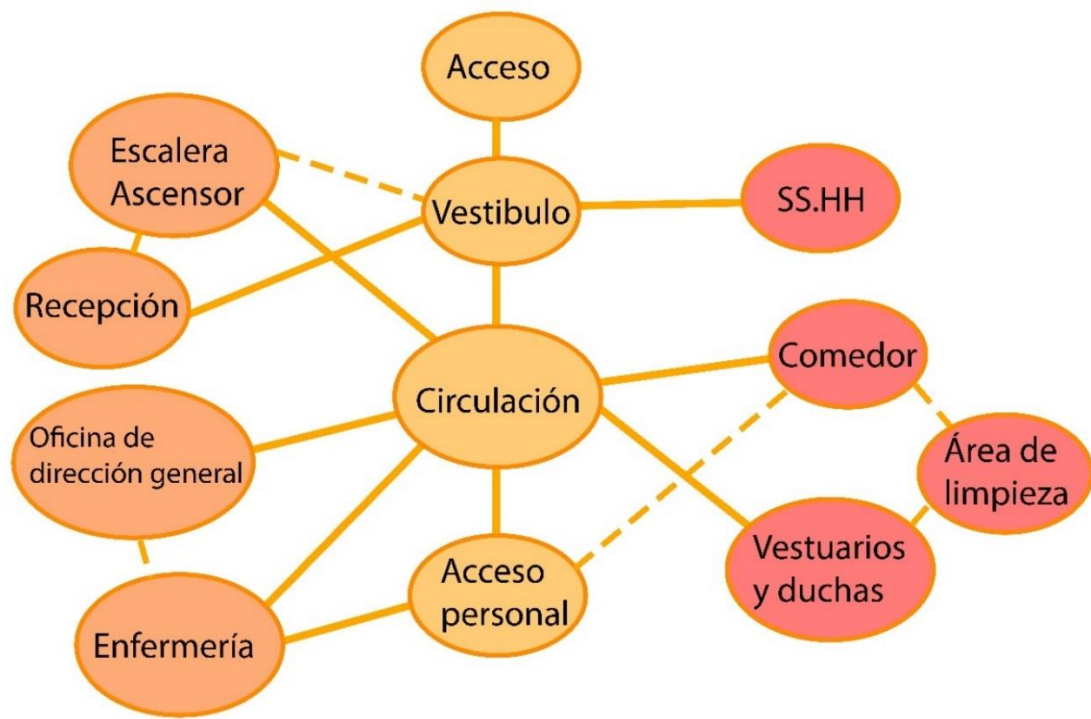 Acceso
Escalera
Ascensor
Vestibulo
SS.HH
Recepción
Comedor
Circulación
Oficina de
dirección general
Área de
limpieza
Vestuarios
y duchas
Acceso
personal
Enfermería